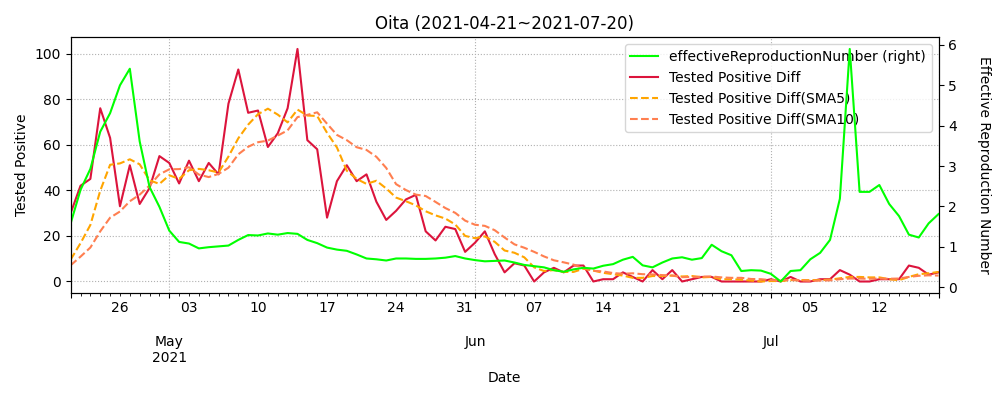 Oita (2021-04-21~2021-07-20)
effectiveReproductionNumber (right)
Tested Positive Diff
Tested Positive Diff(SMA5)
Tested Positive Diff(SMA10)
Tested Positive
100
80
60
40
20
0
6
5
4
3
2
1
0
Effective Reproduction Number
26 03 10 17 24 31 07 14 21 28 05 12
May Jun Jul
2021
Date